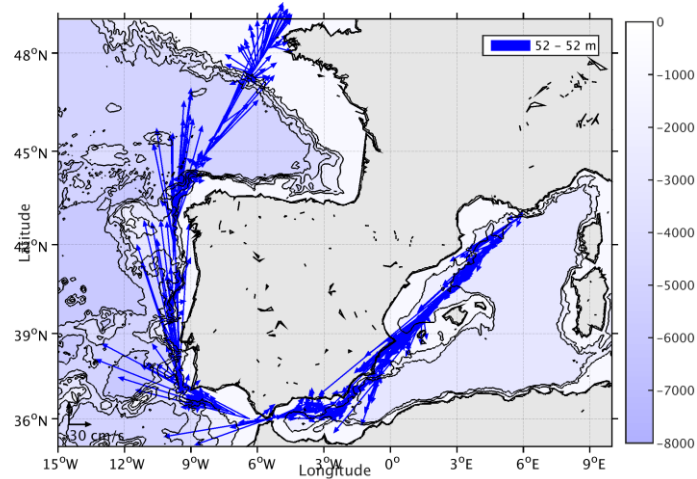 52 – 52 m
48°N
45°N
42°N
39°N
36°N
Latitude
30 cm/s
15°W
12°W
9°W
6°W
3°W
0°
3°E
6°E
9°E
Longitude
0
−1000
−2000
−3000
−4000
−5000
−6000
−7000
−8000